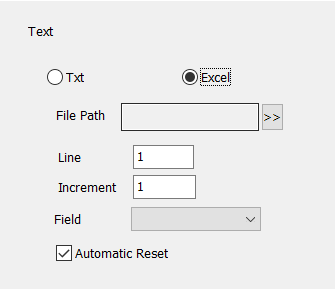 Text
Txt Excel
File Path >>
Line 1
Increment 1
Field
Automatic Reset